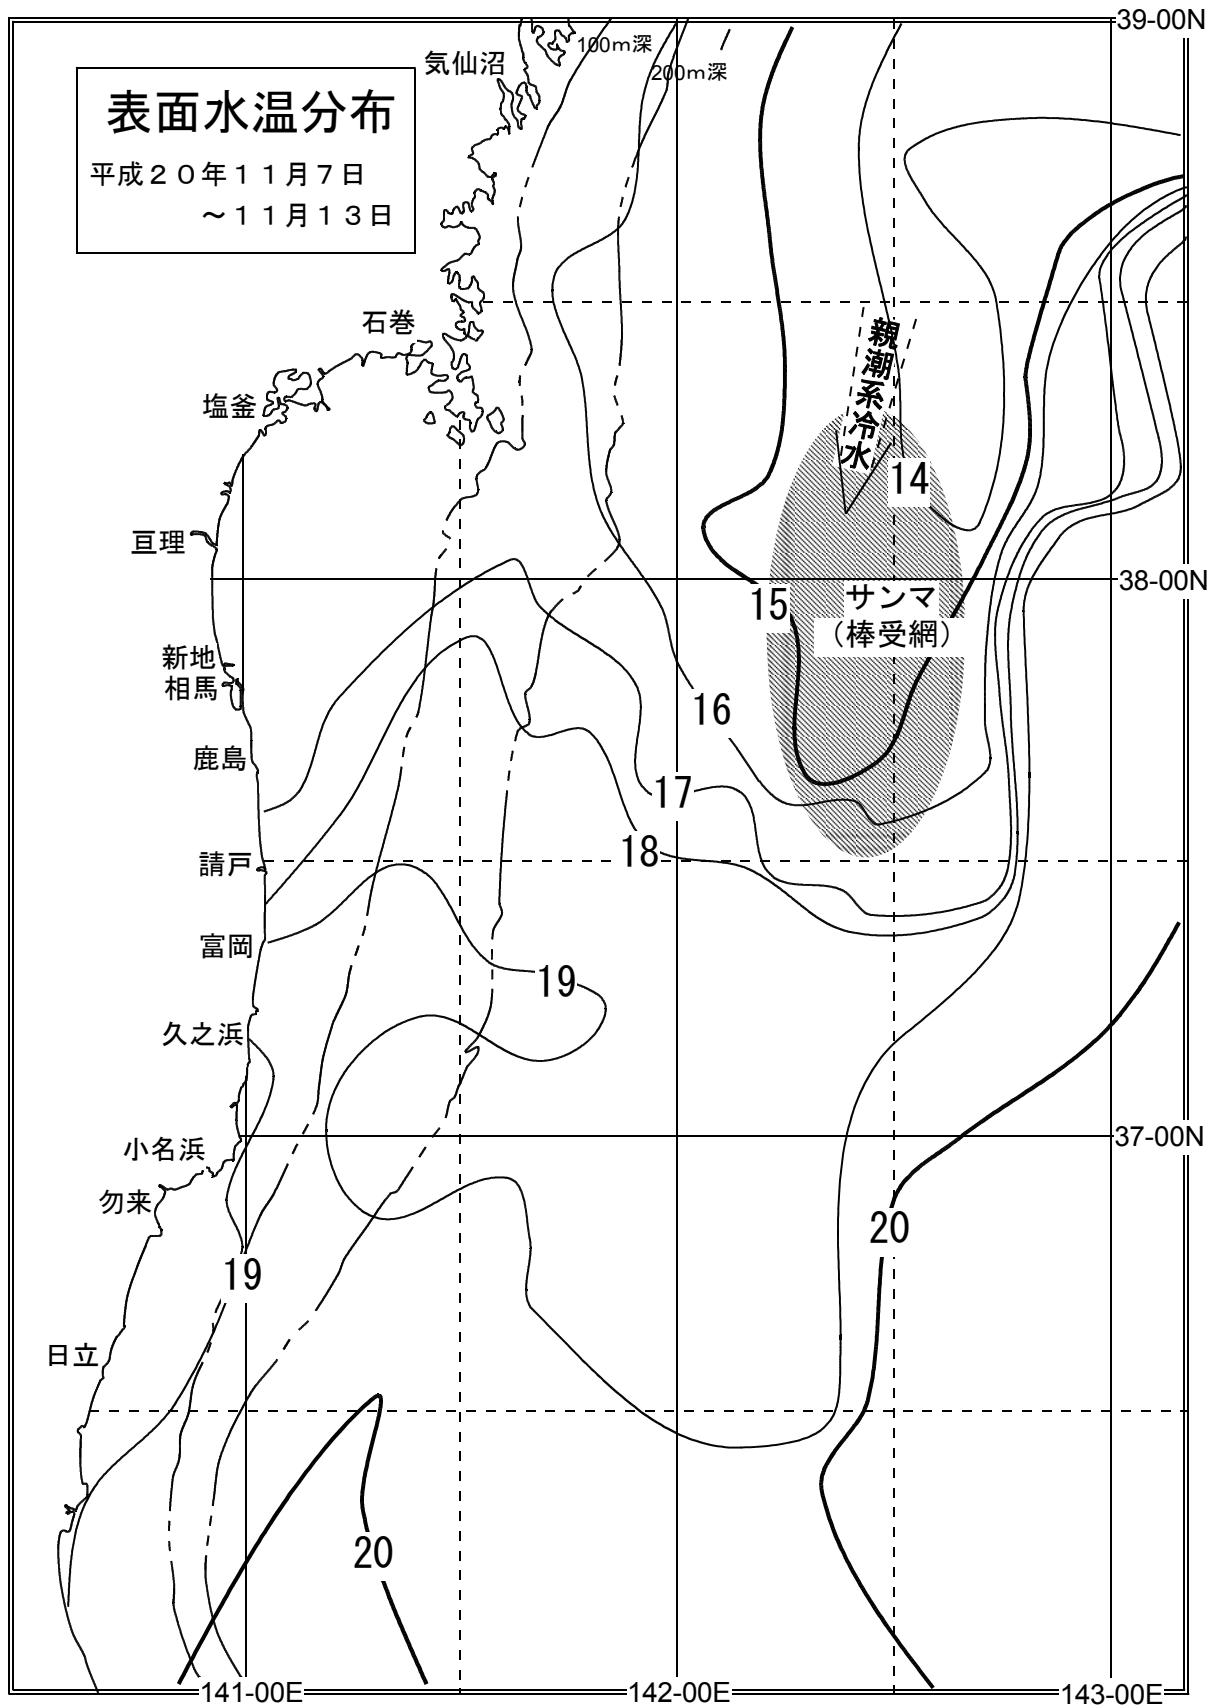 39-00N
100m深
気仙沼
200m深
表面水温分布
平成20年11月7日
～11月13日
石巻
親潮系冷水
塩釜
14
亘理
38-00N
15
サンマ
（棒受網）
新地
相馬
16
鹿島
17
18
請戸
富岡
19
久之浜
37-00N
小名浜
勿来
20
19
日立
20
141-00E
142-00E
143-00E